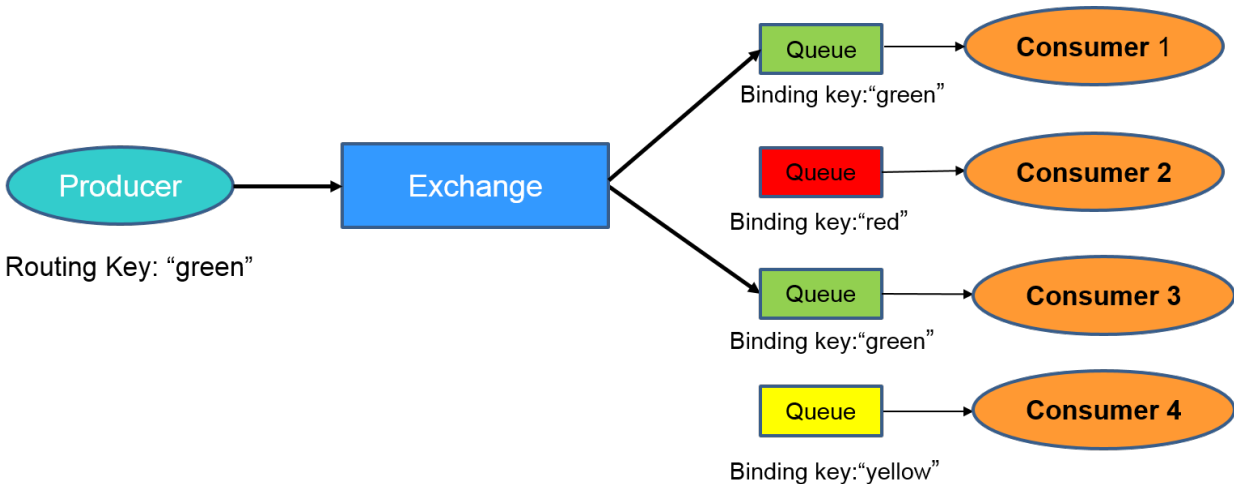 Queue
Consumer 1
Binding key:“green”
Producer
Exchange
Queue
Consumer 2
Binding key:“red”
Routing Key: “green”
Queue
Consumer 3
Binding key:“green”
Queue
Consumer 4
Binding key:“yellow”